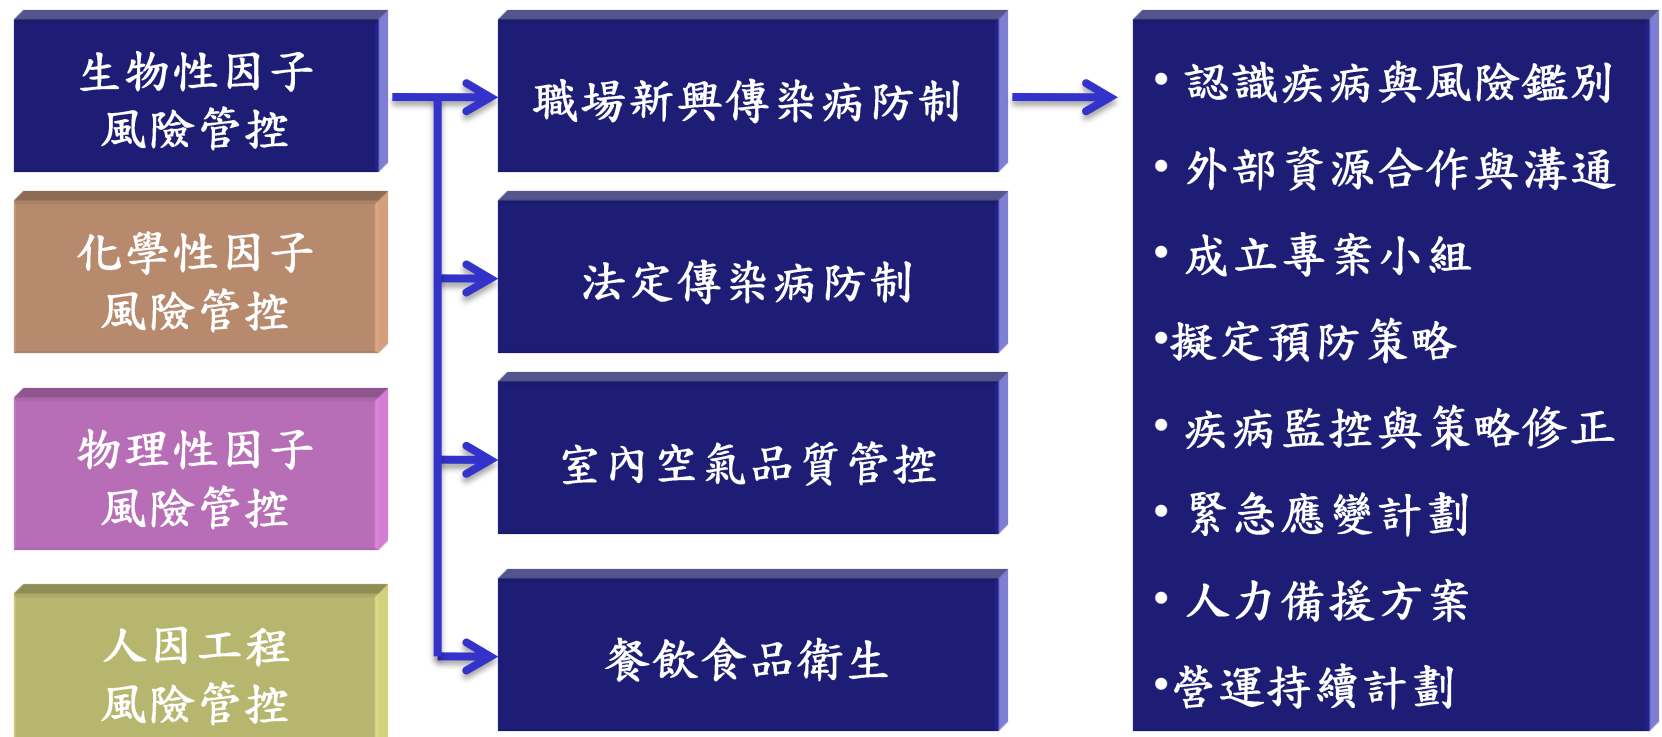 生物性因子
風險管控
化學性因子
風險管控
物理性因子
風險管控
人因工程
風險管控
職場新興傳染病防制
法定傳染病防制
室內空氣品質管控
餐飲食品衛生
• 認識疾病與風險鑑別
• 外部資源合作與溝通
• 成立專案小組
•擬定預防策略
• 疾病監控與策略修正
• 緊急應變計劃
• 人力備援方案
•營運持續計劃